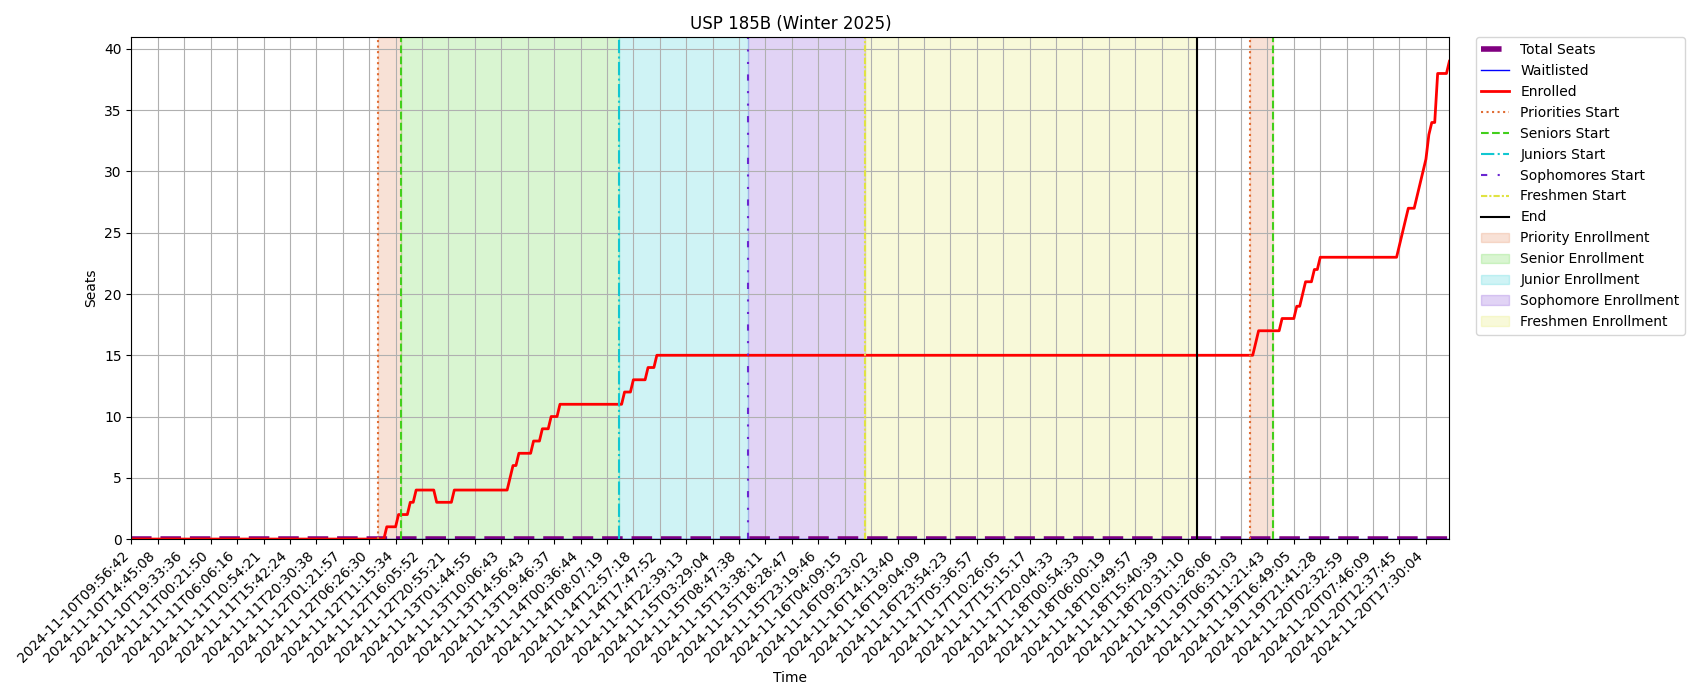 USP 185B (Winter 2025)
40
35
30
25
20
15
10
5
0
Seats
2024-11-10T09:56:42
2024-11-10T14:45:08
2024-11-10T19:33:36
2024-11-11T00:21:50
2024-11-11T06:06:16
2024-11-11T10:54:21
2024-11-11T15:42:24
2024-11-11T20:30:38
2024-11-12T01:21:57
2024-11-12T06:26:30
2024-11-12T11:15:34
2024-11-12T16:05:52
2024-11-12T20:55:21
2024-11-13T01:44:55
2024-11-13T10:06:43
2024-11-13T14:56:43
2024-11-13T19:46:37
2024-11-14T00:36:44
2024-11-14T08:07:19
2024-11-14T12:57:18
2024-11-14T17:47:52
2024-11-14T22:39:13
2024-11-15T03:29:04
2024-11-15T08:47:38
2024-11-15T13:38:11
2024-11-15T18:28:47
2024-11-15T23:19:46
2024-11-16T04:09:15
2024-11-16T09:23:02
2024-11-16T14:13:40
2024-11-16T19:04:09
2024-11-16T23:54:23
2024-11-17T05:36:57
2024-11-17T10:26:05
2024-11-17T15:15:17
2024-11-17T20:04:33
2024-11-18T00:54:33
2024-11-18T06:00:19
2024-11-18T10:49:57
2024-11-18T15:40:39
2024-11-18T20:31:10
2024-11-19T01:26:06
2024-11-19T06:31:03
2024-11-19T11:21:43
2024-11-19T16:49:05
2024-11-19T21:41:28
2024-11-20T02:32:59
2024-11-20T07:46:09
2024-11-20T12:37:45
2024-11-20T17:30:04
Time
Total Seats
Waitlisted
Enrolled
Priorities Start
Seniors Start
Juniors Start
Sophomores Start
Freshmen Start
End
Priority Enrollment
Senior Enrollment
Junior Enrollment
Sophomore Enrollment
Freshmen Enrollment